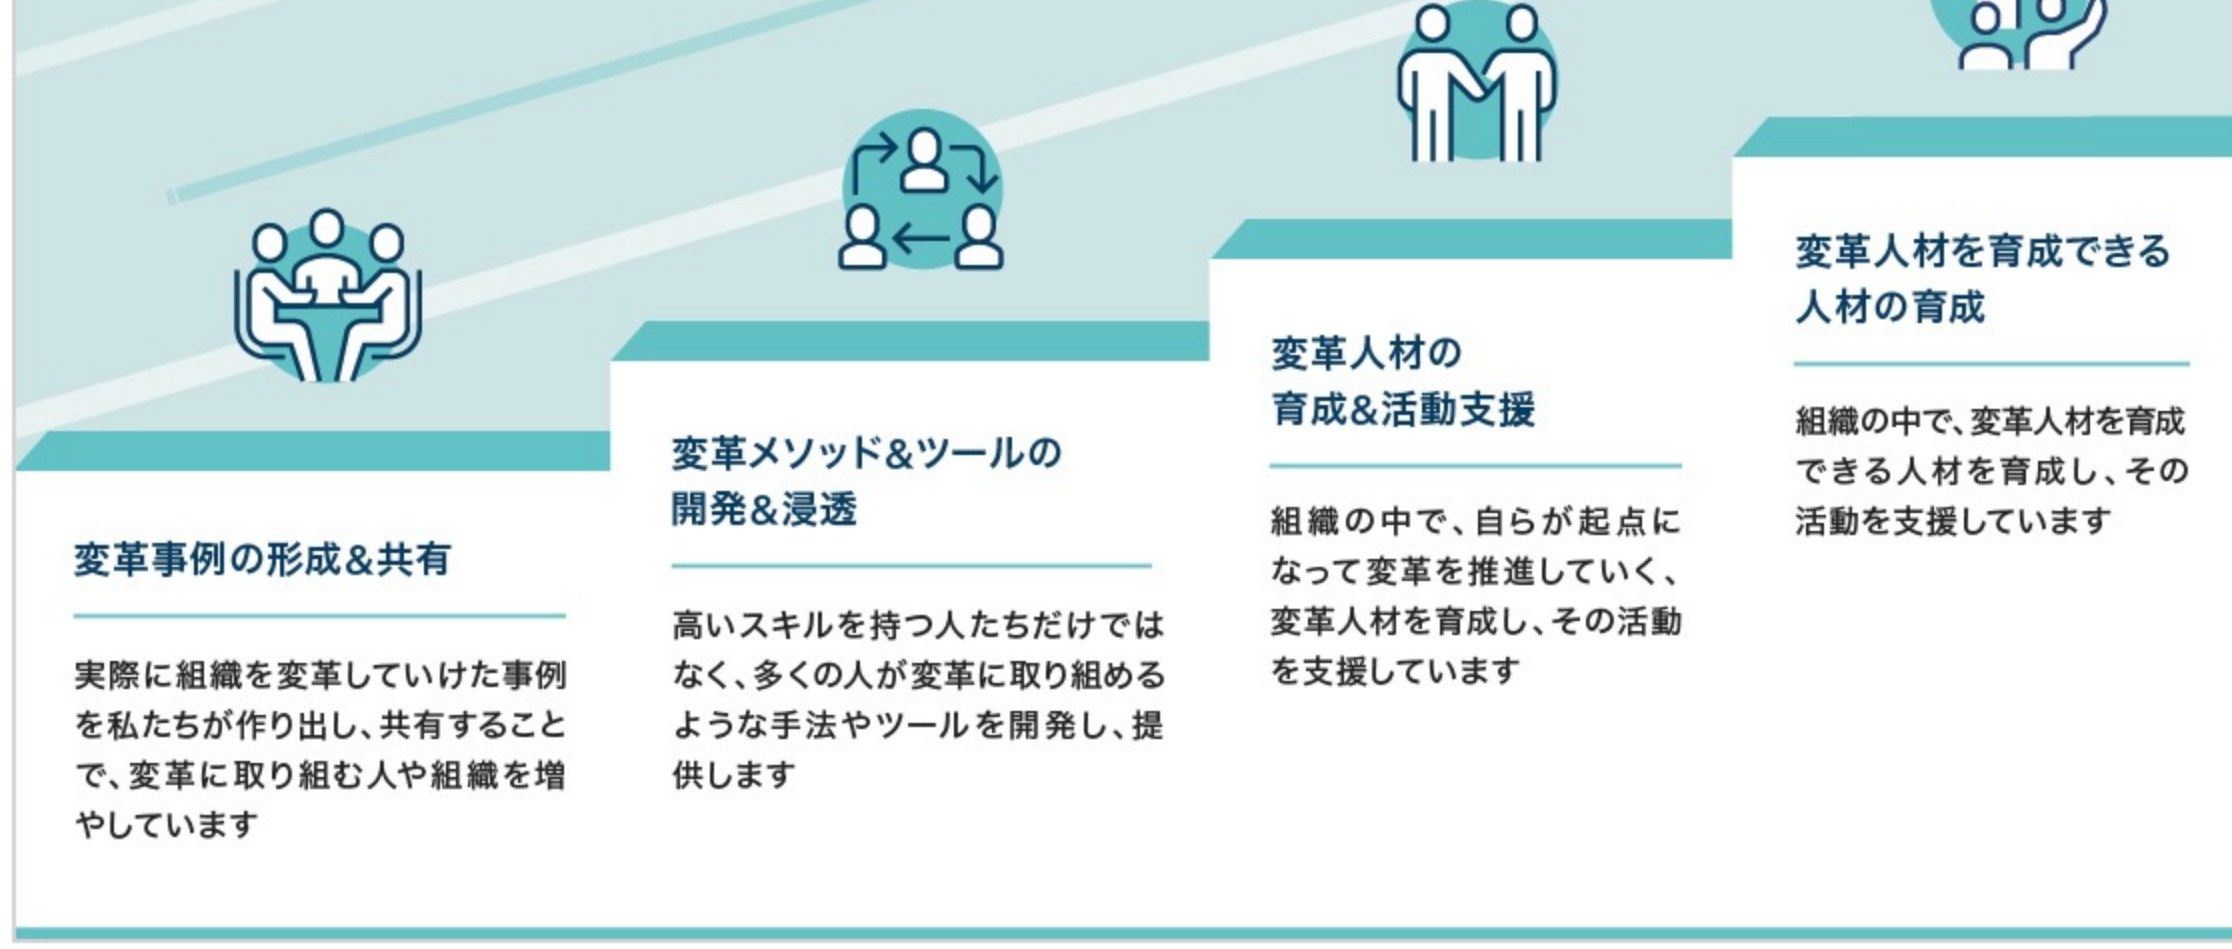 変革事例の形成&共有
実際に組織を変革していけた事例
を私たちが作り出し、共有すること
で、変革に取り組む人や組織を増
やしています
変革メソッド&ツールの
開発&浸透
高いスキルを持つ人たちだけでは
なく、多くの人が変革に取り組める
ような手法やツールを開発し、提
供します
変革人材の
育成&活動支援
組織の中で、自らが起点に
なって変革を推進していく、
変革人材を育成し、その活動
を支援しています
変革人材を育成できる
人材の育成
組織の中で、変革人材を育成
できる人材を育成し、その
活動を支援しています